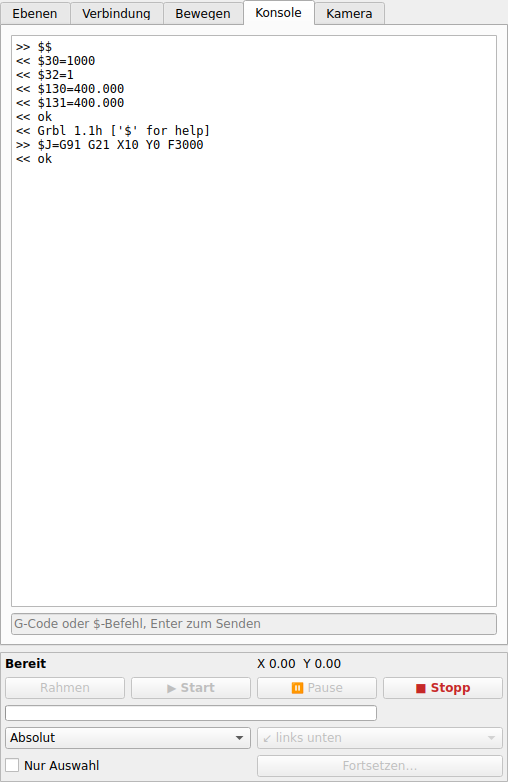 Ebenen Verbindung Bewegen Konsole Kamera
>> $$
<< $30=1000
<< $32=1
<< $130=400.000
<< $131=400.000
<< ok
<< Grbl 1.1h ['$' for help]
>> $J=G91 G21 X10 Y0 F3000
<< ok
G-Code oder $-Befehl, Enter zum Senden
Bereit X 0.00 Y 0.00
Rahmen ▶ Start ⏸ Pause ■ Stopp
Absolut ↙ links unten
Nur Auswahl Fortsetzen...